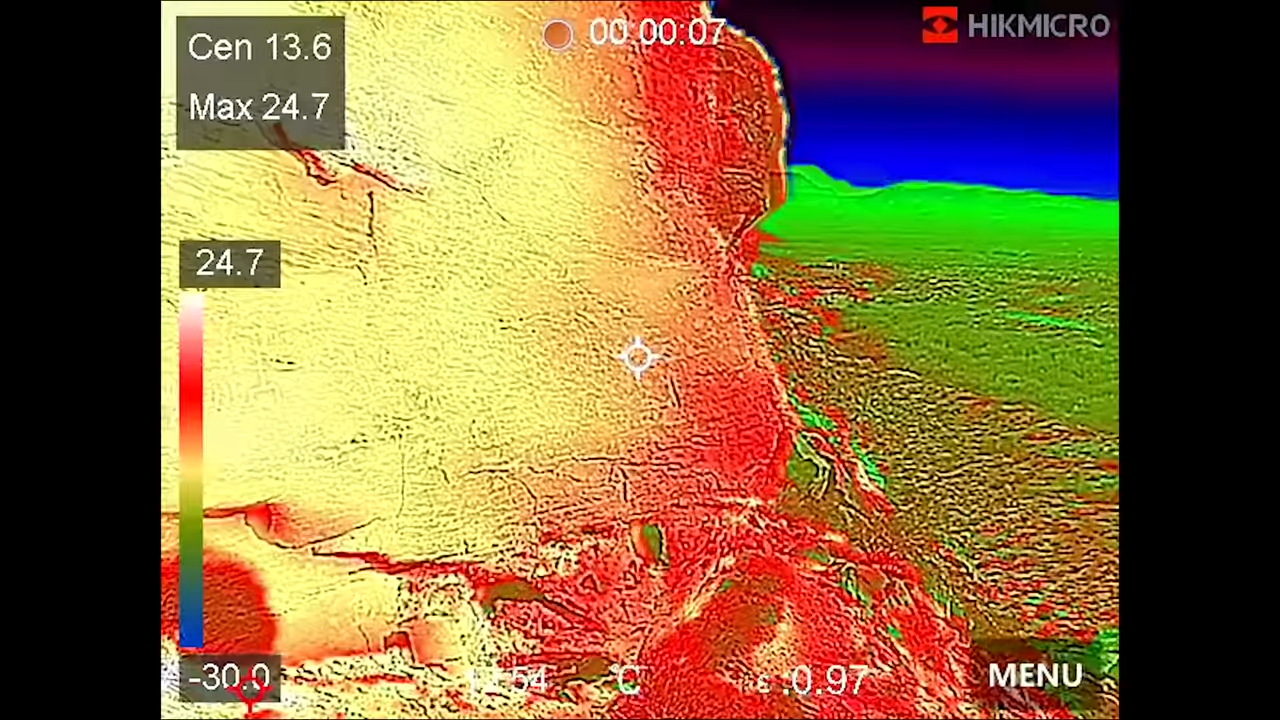 Cen 13.6
Max 24.7
00:00:07
HIKMICRO
24.7
-30.0
°C
ε :0.97
MENU